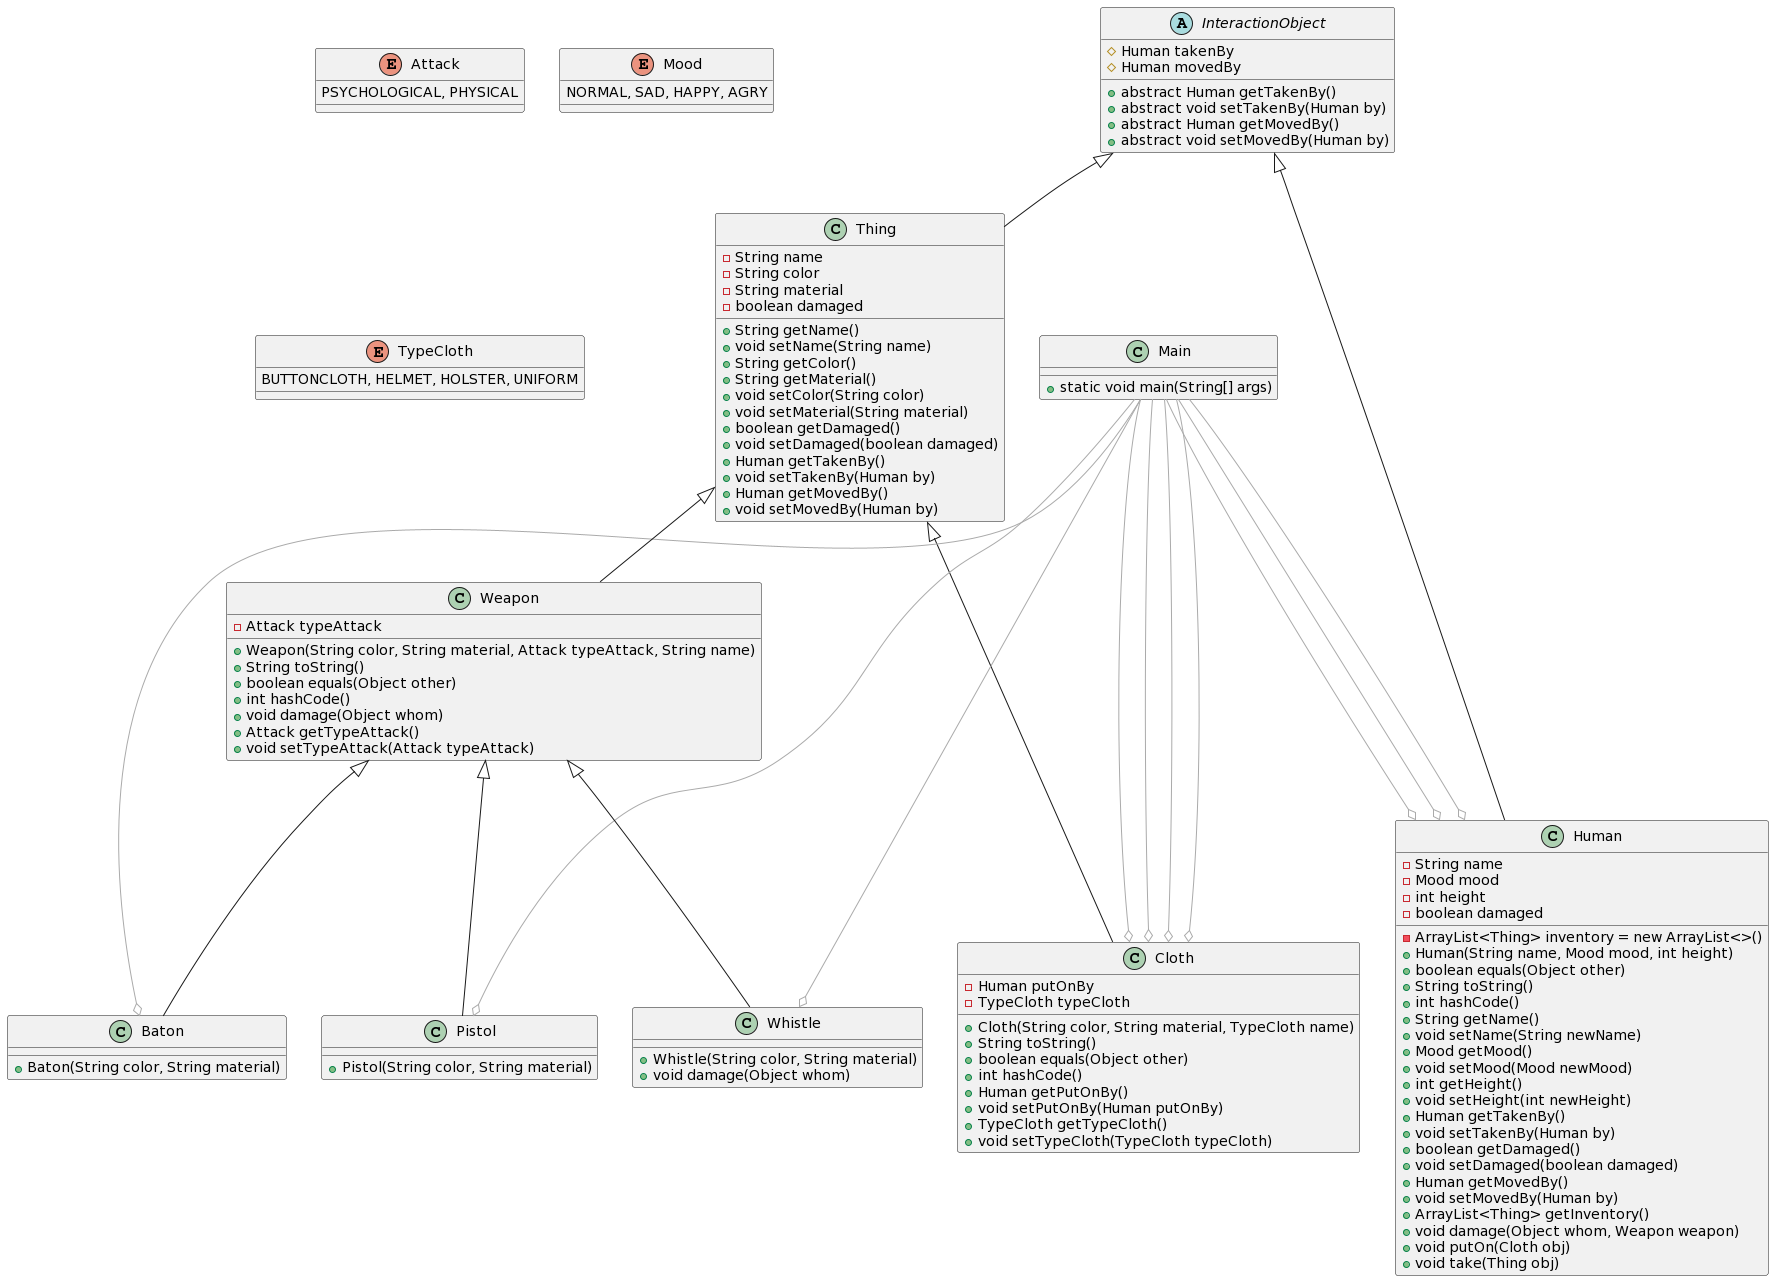 A InteractionObject
Human takenBy
Human movedBy
abstract Human getTakenBy()
abstract void setTakenBy(Human by)
abstract Human getMovedBy()
abstract void setMovedBy(Human by)
E Attack
PSYCHOLOGICAL, PHYSICAL
E Mood
NORMAL, SAD, HAPPY, AGRY
C Thing
String name
String color
String material
boolean damaged
String getName()
void setName(String name)
String getColor()
String getMaterial()
void setColor(String color)
void setMaterial(String material)
boolean getDamaged()
void setDamaged(boolean damaged)
Human getTakenBy()
void setTakenBy(Human by)
Human getMovedBy()
void setMovedBy(Human by)
E TypeCloth
BUTTONCLOTH, HELMET, HOLSTER, UNIFORM
C Main
static void main(String[] args)
C Weapon
Attack typeAttack
Weapon(String color, String material, Attack typeAttack, String name)
String toString()
boolean equals(Object other)
int hashCode()
void damage(Object whom)
Attack getTypeAttack()
void setTypeAttack(Attack typeAttack)
C Human
String name
Mood mood
int height
boolean damaged
ArrayList<Thing> inventory = new ArrayList<>()
Human(String name, Mood mood, int height)
boolean equals(Object other)
String toString()
int hashCode()
String getName()
void setName(String newName)
Mood getMood()
void setMood(Mood newMood)
int getHeight()
void setHeight(int newHeight)
Human getTakenBy()
void setTakenBy(Human by)
boolean getDamaged()
void setDamaged(boolean damaged)
Human getMovedBy()
void setMovedBy(Human by)
ArrayList<Thing> getInventory()
void damage(Object whom, Weapon weapon)
void putOn(Cloth obj)
void take(Thing obj)
C Baton
Baton(String color, String material)
C Pistol
Pistol(String color, String material)
C Whistle
Whistle(String color, String material)
void damage(Object whom)
C Cloth
Human putOnBy
TypeCloth typeCloth
Cloth(String color, String material, TypeCloth name)
String toString()
boolean equals(Object other)
int hashCode()
Human getPutOnBy()
void setPutOnBy(Human putOnBy)
TypeCloth getTypeCloth()
void setTypeCloth(TypeCloth typeCloth)